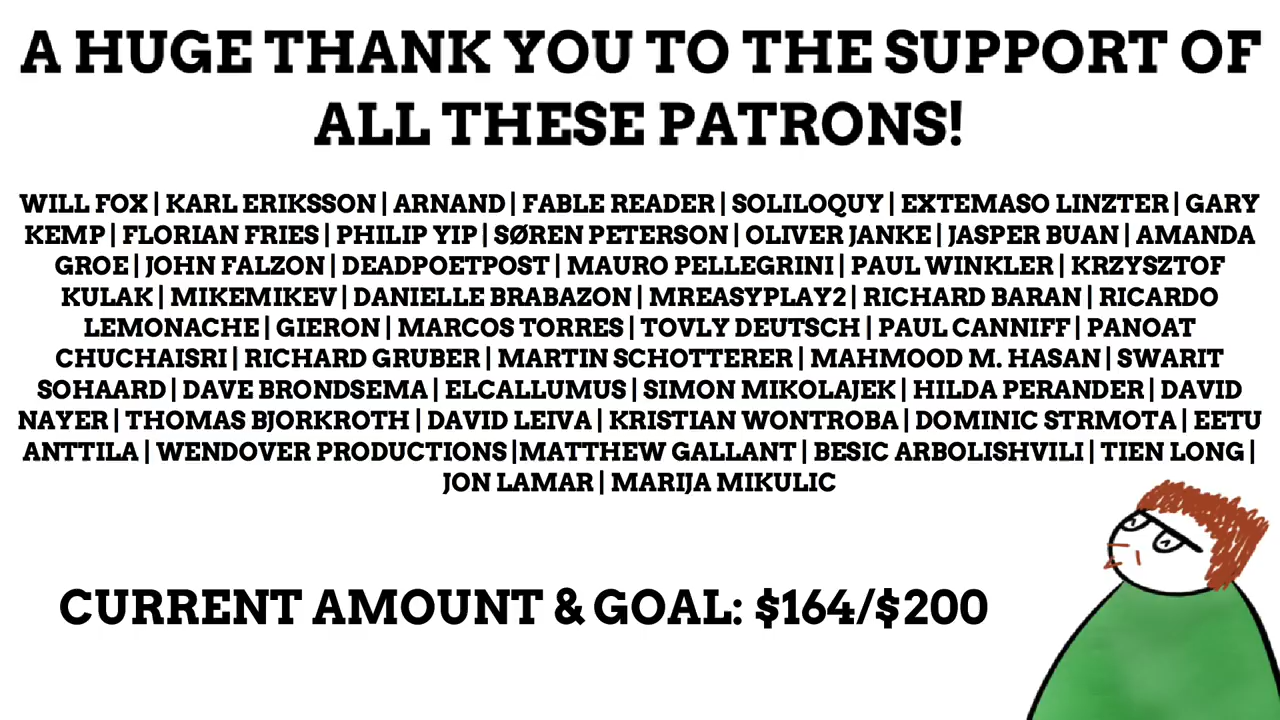 A HUGE THANK YOU TO THE SUPPORT OF
ALL THESE PATRONS!
WILL FOX | KARL ERIKSSON | ARNAND | FABLE READER | SOLILOQUY | EXTEMASO LINZTER | GARY
KEMP | FLORIAN FRIES | PHILIP YIP | SØREN PETERSON | OLIVER JANKE | JASPER BUAN | AMANDA
GROE | JOHN FALZON | DEADPOETPOST | MAURO PELLEGRINI | PAUL WINKLER | KRZYSZTOF
KULAK | MIKEMIKEV | DANIELLE BRABAZON | MREASYPLAY2 | RICHARD BARAN | RICARDO
LEMONACHE | GIERON | MARCOS TORRES | TOVLY DEUTSCH | PAUL CANNIFF | PANOAT
CHUCHAISRI | RICHARD GRUBER | MARTIN SCHOTTERER | MAHMOOD M. HASAN | SWARIT
SOHAARD | DAVE BRONDSEMA | ELCALLUMUS | SIMON MIKOLAJEK | HILDA PERANDER | DAVID
NAYER | THOMAS BJORKROTH | DAVID LEIVA | KRISTIAN WONTROBA | DOMINIC STRMOTA | EETU
ANTTILA | WENDOVER PRODUCTIONS |MATTHEW GALLANT | BESIC ARBOLISHVILI | TIEN LONG |
JON LAMAR | MARIJA MIKULIC
CURRENT AMOUNT & GOAL: $164/$200